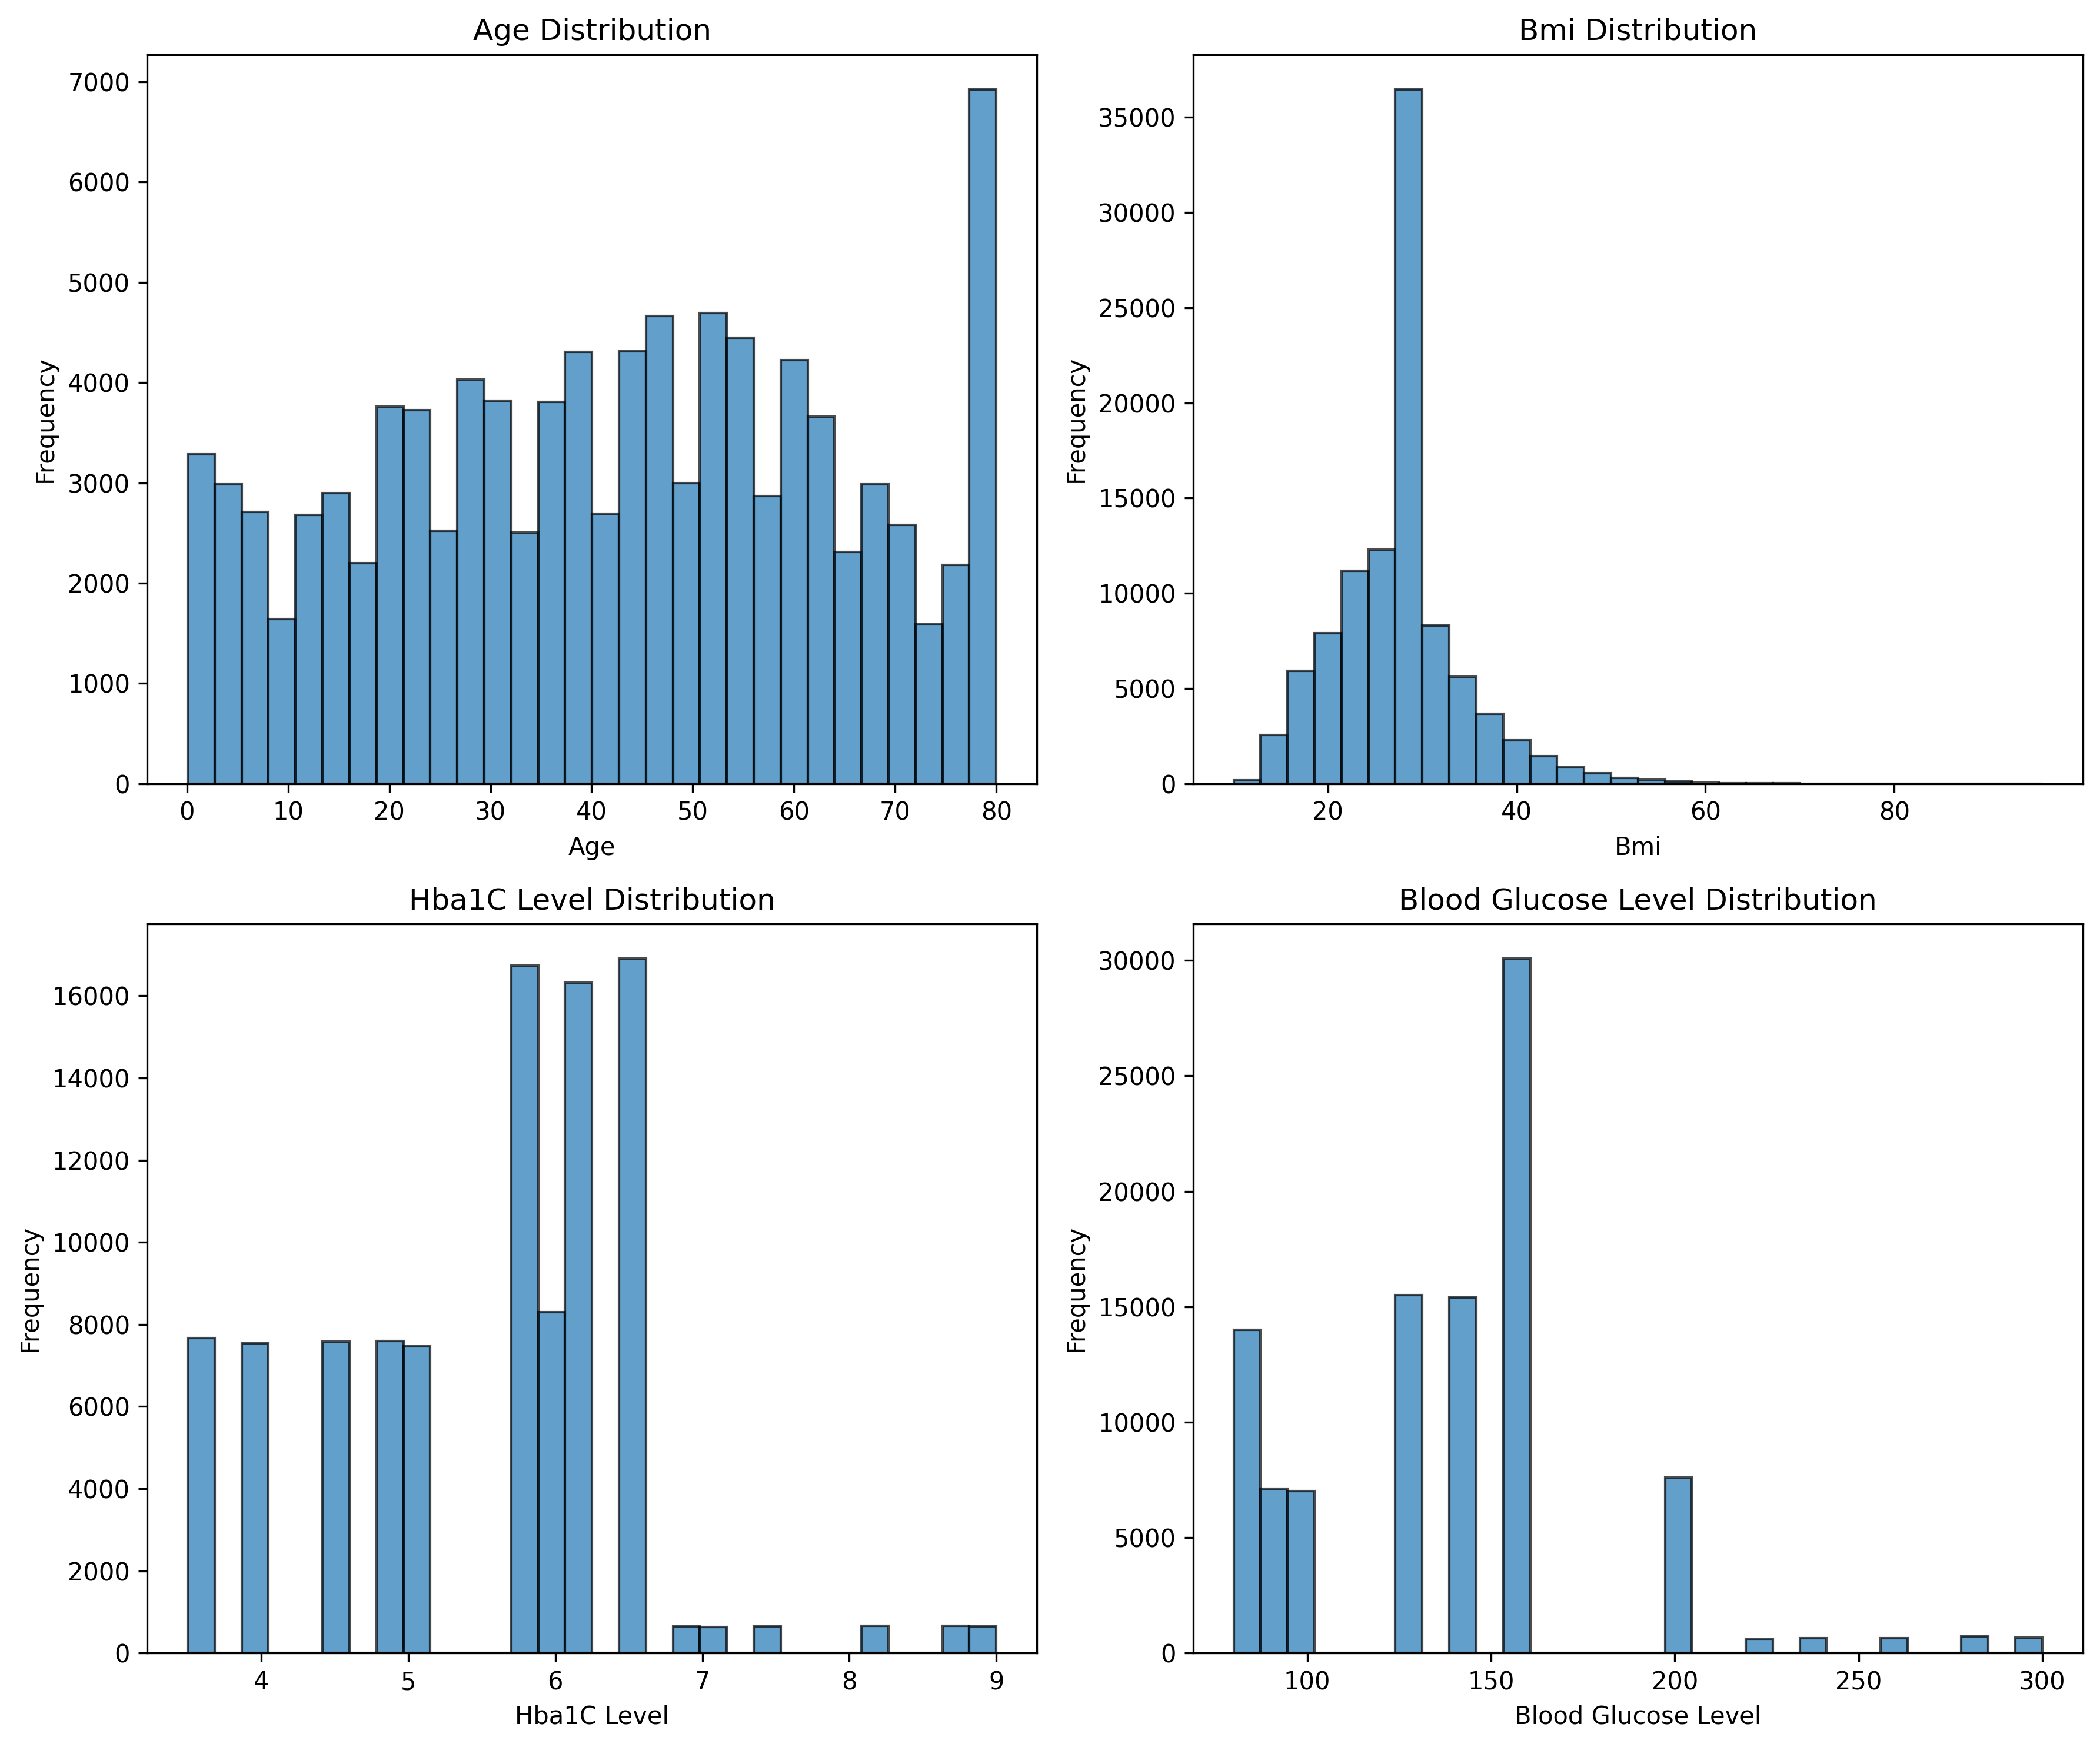 Age Distribution
7000
6000
5000
4000
3000
2000
1000
0
Frequency
0 10 20 30 40 50 60 70 80
Age
Bmi Distribution
35000
30000
25000
20000
15000
10000
5000
0
Frequency
20 40 60 80
Bmi
Hba1C Level Distribution
16000
14000
12000
10000
8000
6000
4000
2000
0
Frequency
4 5 6 7 8 9
Hba1C Level
Blood Glucose Level Distribution
30000
25000
20000
15000
10000
5000
0
Frequency
100 150 200 250 300
Blood Glucose Level